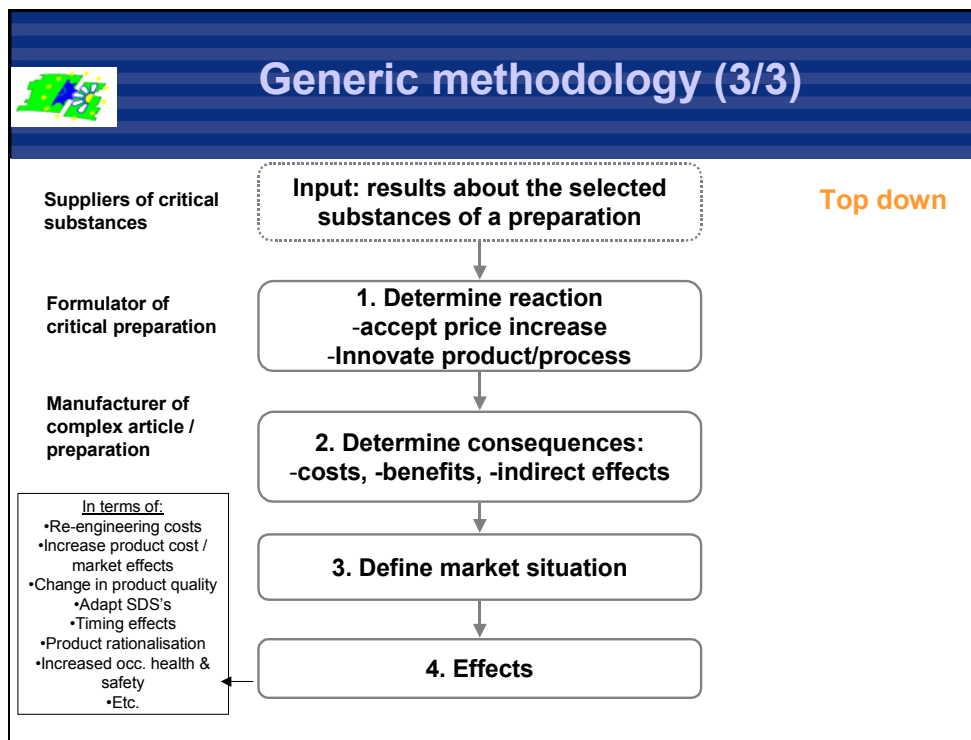 Generic methodology (3/3)
Suppliers of critical
substances
Input: results about the selected
substances of a preparation
Top down
Formulator of
critical preparation
1. Determine reaction
-accept price increase
-Innovate product/process
Manufacturer of
complex article /
preparation
2. Determine consequences:
-costs, -benefits, -indirect effects
In terms of:
•Re-engineering costs
•Increase product cost /
market effects
•Change in product quality
•Adapt SDS's
•Timing effects
•Product rationalisation
•Increased occ. health &
safety
•Etc.
3. Define market situation
4. Effects